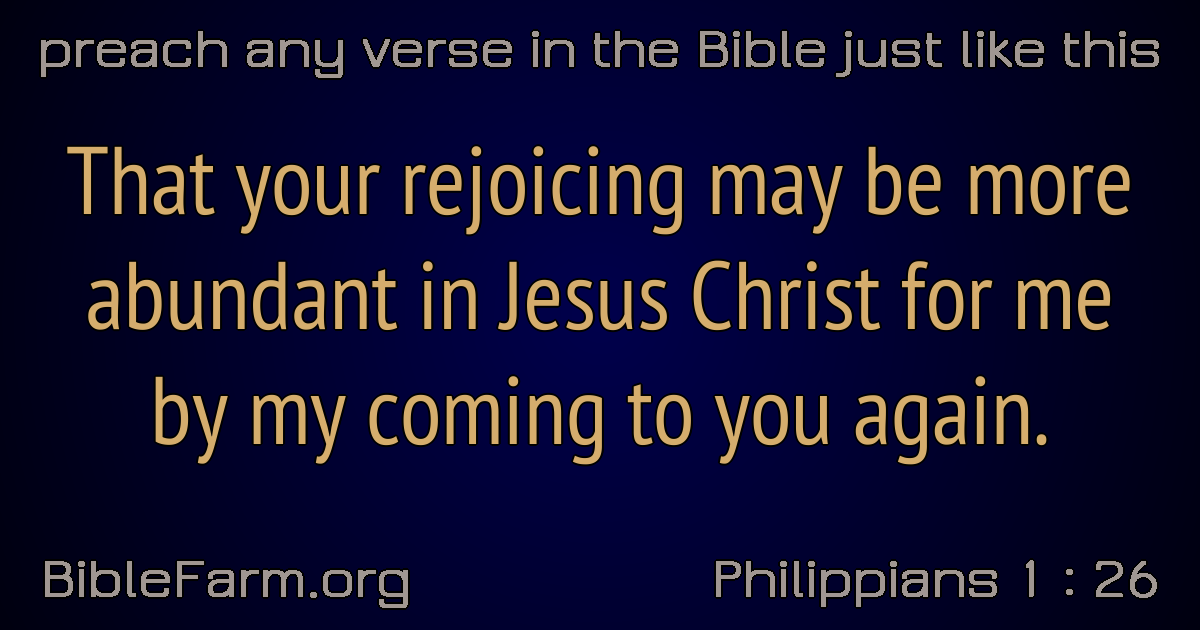 preach any verse in the Bible just like this
That your rejoicing may be more
abundant in Jesus Christ for me
by my coming to you again.
BibleFarm.org
Philippians 1 : 26